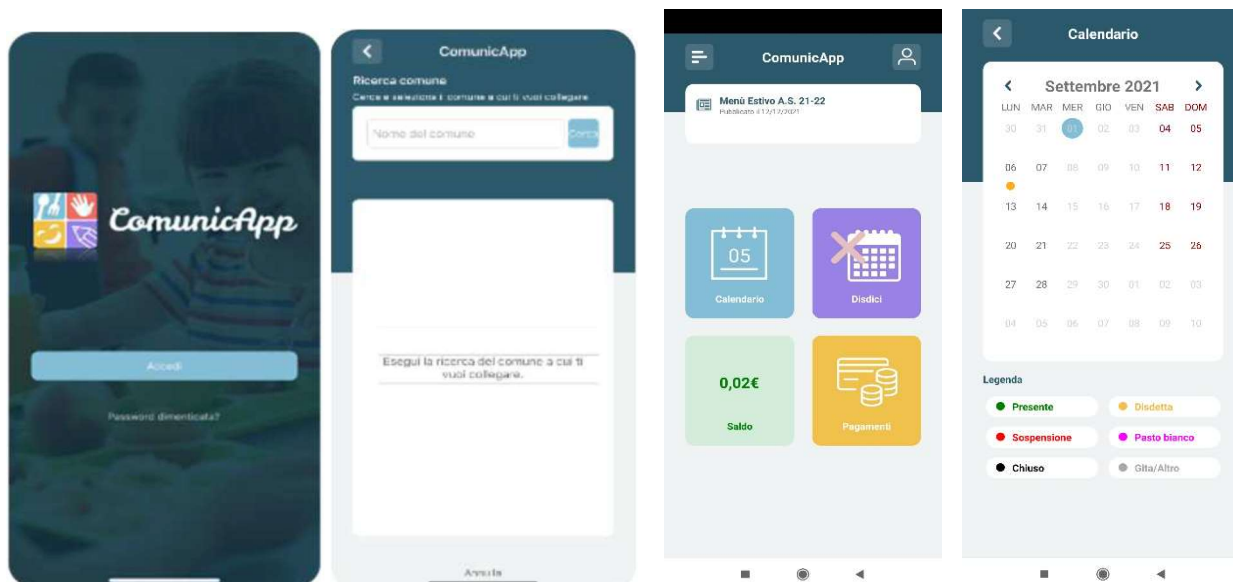 ComunicApp
Accedi
Password dimenticata?
ComunicApp
Ricerca comune
Cerca e seleziona il comune a cui ti vuoi collegare
Nome del comune
Cerca
Esegui la ricerca del comune a cui ti
vuoi collegare.
Annulla
ComunicApp
Menù Estivo A.S. 21-22
Pubblicato il 12/12/2021
05
Calendario
Disdici
0,02€
Saldo
Pagamenti
Calendario
Settembre 2021
LUN MAR MER GIO VEN SAB DOM
30 31 01 02 03 04 05
06 07 08 09 10 11 12
13 14 15 16 17 18 19
20 21 22 23 24 25 26
27 28 29 30 01 02 03
04 05 06 07 08 09 10
Legenda
Presente
Disdetta
Sospensione
Pasto bianco
Chiuso
Gita/Altro